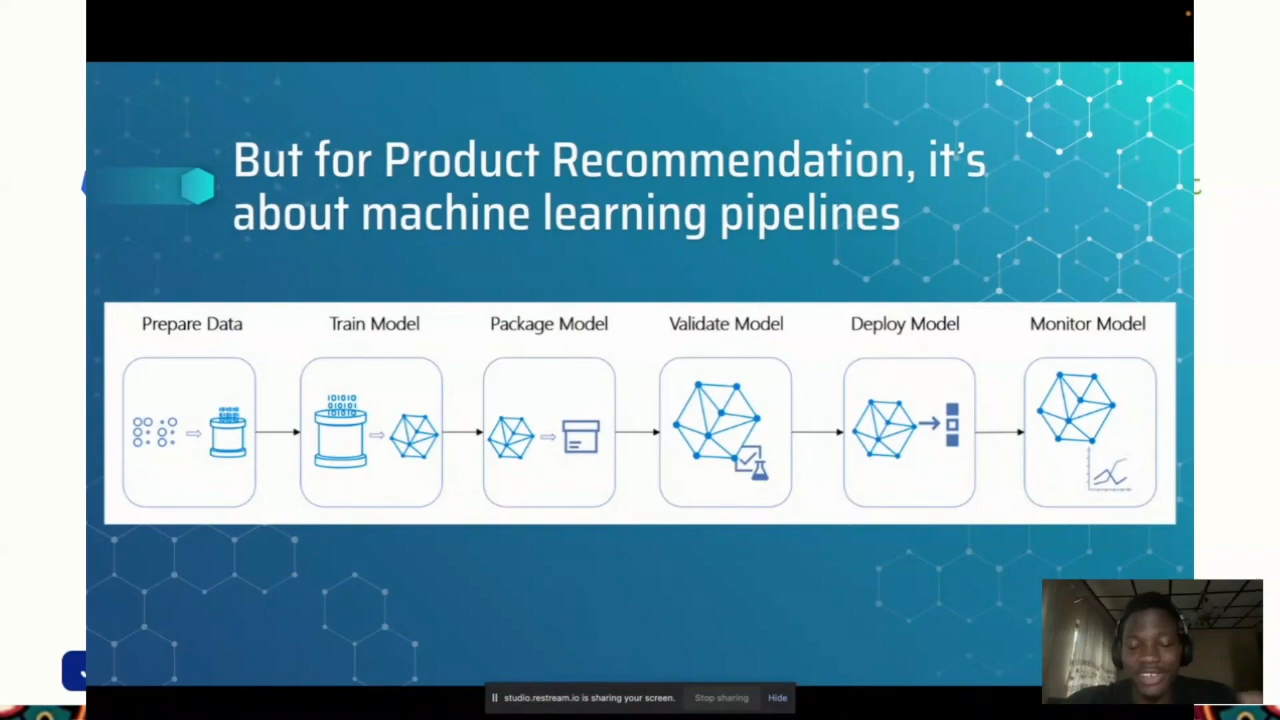 But for Product Recommendation, it's
about machine learning pipelines
Prepare Data
Train Model
Package Model
Validate Model
Deploy Model
Monitor Model
studio.restream.io is sharing your screen.
Stop sharing
Hide